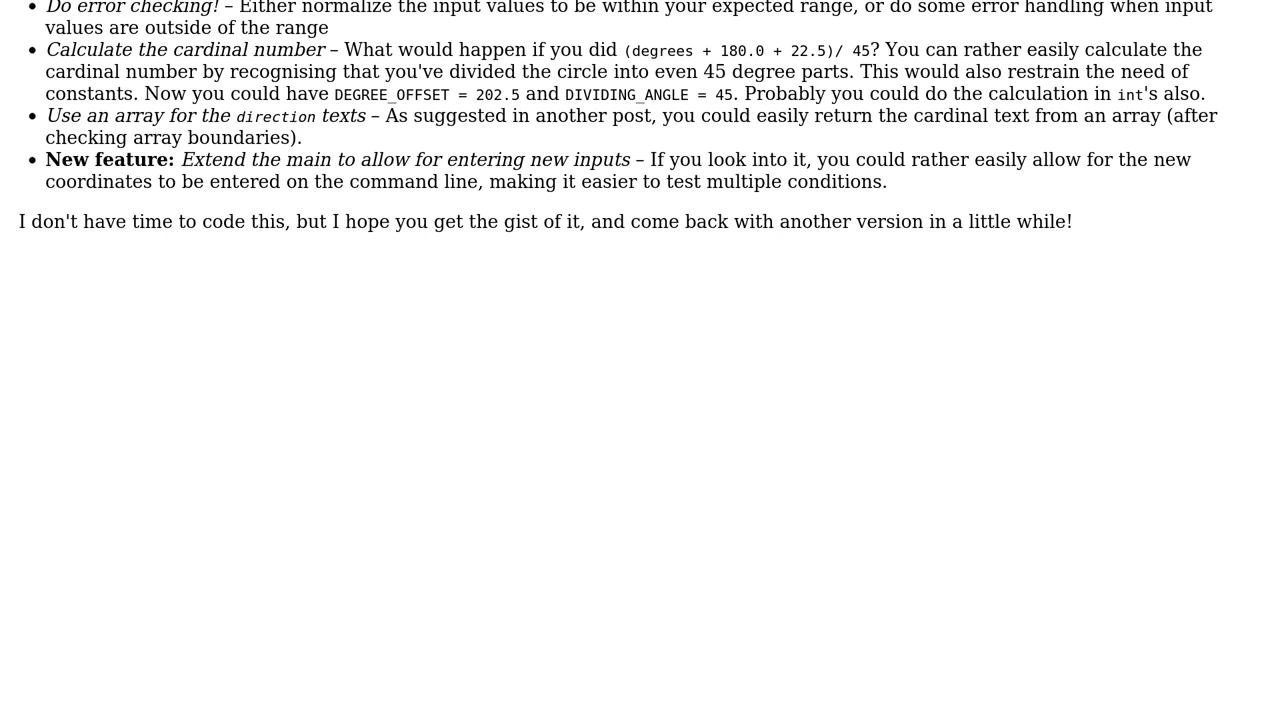 • Do error checking! – Either normalize the input values to be within your expected range, or do some error handling when input
values are outside of the range
• Calculate the cardinal number – What would happen if you did (degrees + 180.0 + 22.5)/ 45? You can rather easily calculate the
cardinal number by recognising that you've divided the circle into even 45 degree parts. This would also restrain the need of
constants. Now you could have DEGREE_OFFSET = 202.5 and DIVIDING_ANGLE = 45. Probably you could do the calculation in int's also.
• Use an array for the direction texts – As suggested in another post, you could easily return the cardinal text from an array (after
checking array boundaries).
• New feature: Extend the main to allow for entering new inputs – If you look into it, you could rather easily allow for the new
coordinates to be entered on the command line, making it easier to test multiple conditions.
I don't have time to code this, but I hope you get the gist of it, and come back with another version in a little while!